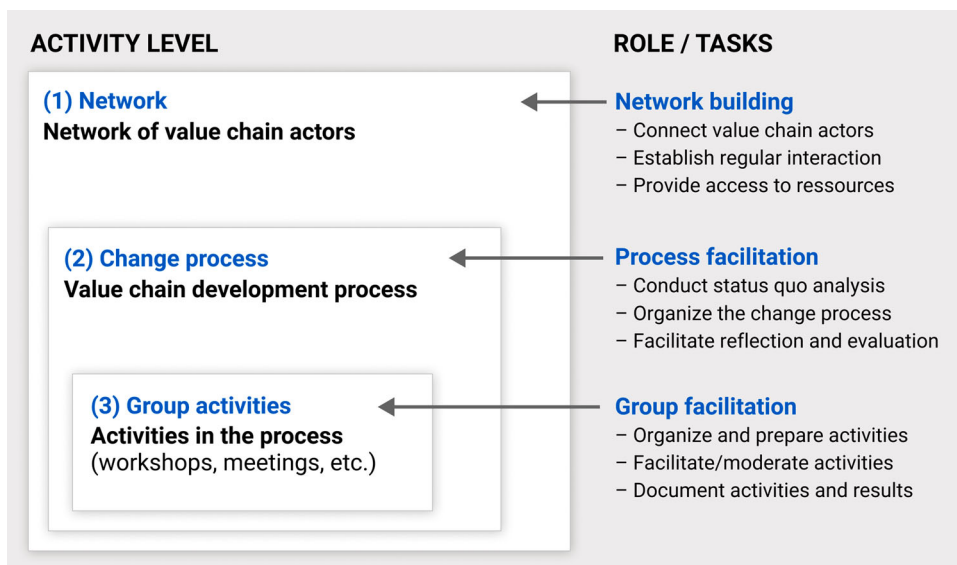 ACTIVITY LEVEL
ROLE / TASKS
(1) Network
Network of value chain actors
Network building
– Connect value chain actors
– Establish regular interaction
– Provide access to ressources
(2) Change process
Value chain development process
Process facilitation
– Conduct status quo analysis
– Organize the change process
– Facilitate reflection and evaluation
(3) Group activities
Activities in the process
(workshops, meetings, etc.)
Group facilitation
– Organize and prepare activities
– Facilitate/moderate activities
– Document activities and results